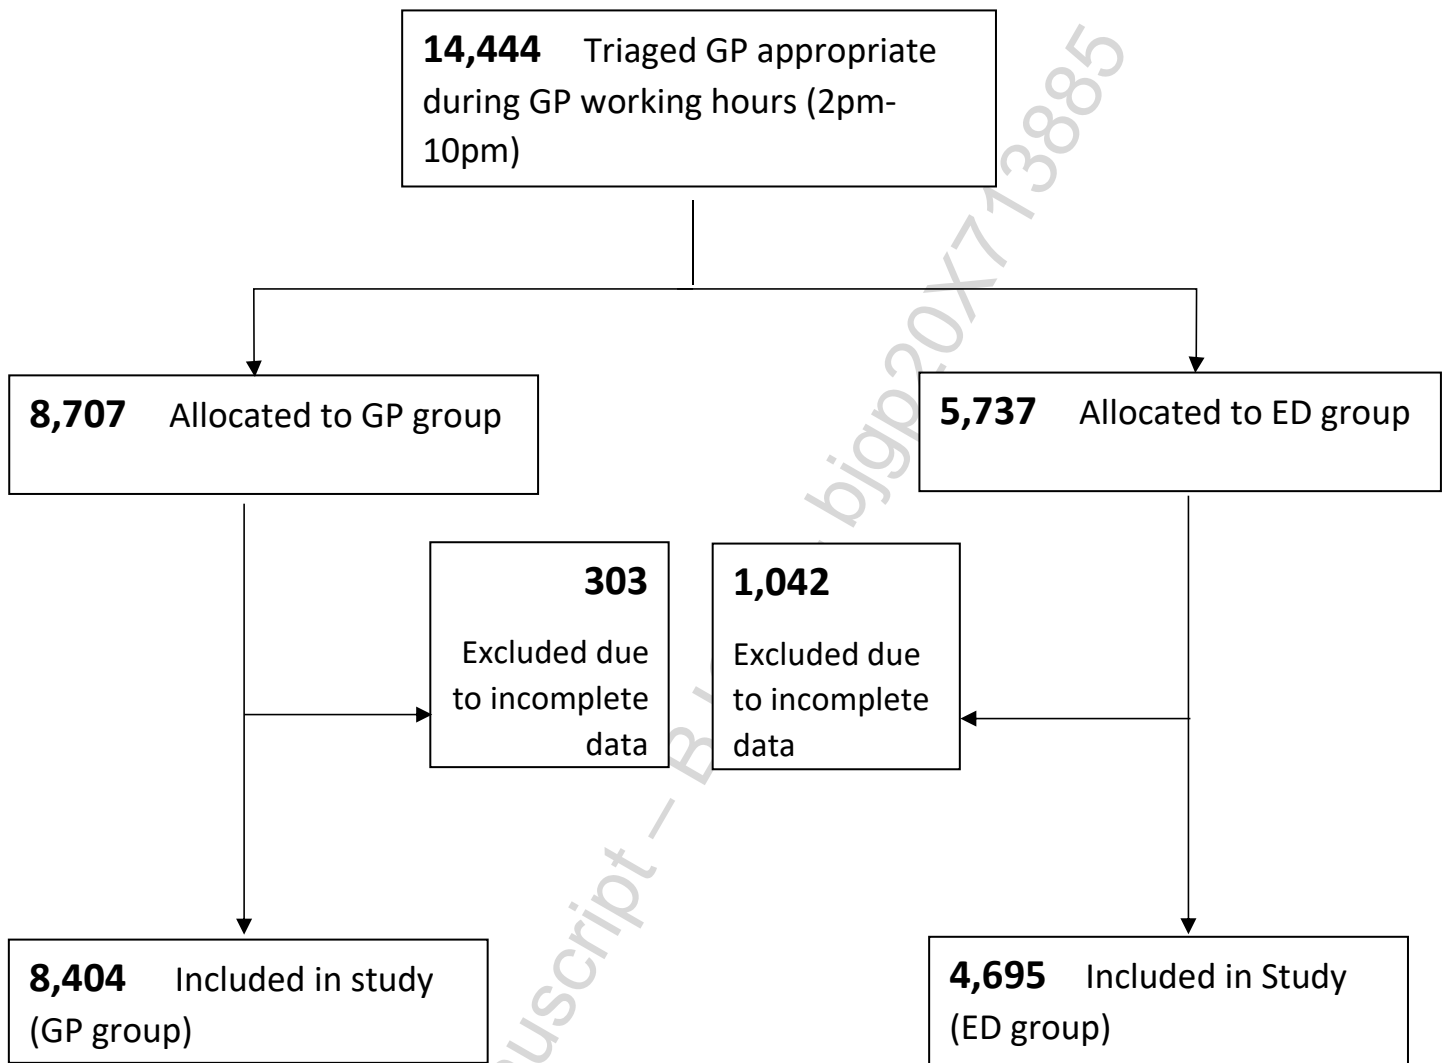 14,444 Triaged GP appropriate
during GP working hours (2pm-
10pm)
8,707 Allocated to GP group
5,737 Allocated to ED group
303
Excluded due
to incomplete
data
1,042
Excluded due
to incomplete
data
8,404 Included in study
(GP group)
4,695 Included in Study
(ED group)
uscript – B bjgp20X713885